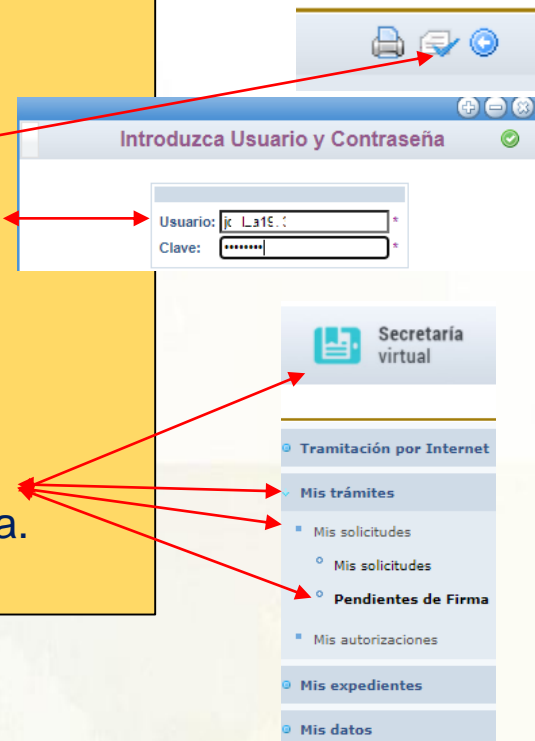 Introduzca Usuario y Contraseña
Usuario: *
Clave: •••••••• *
Secretaría
virtual
Tramitación por Internet
Mis trámites
Mis solicitudes
Mis solicitudes
a.
Pendientes de Firma
Mis autorizaciones
Mis expedientes
Mis datos